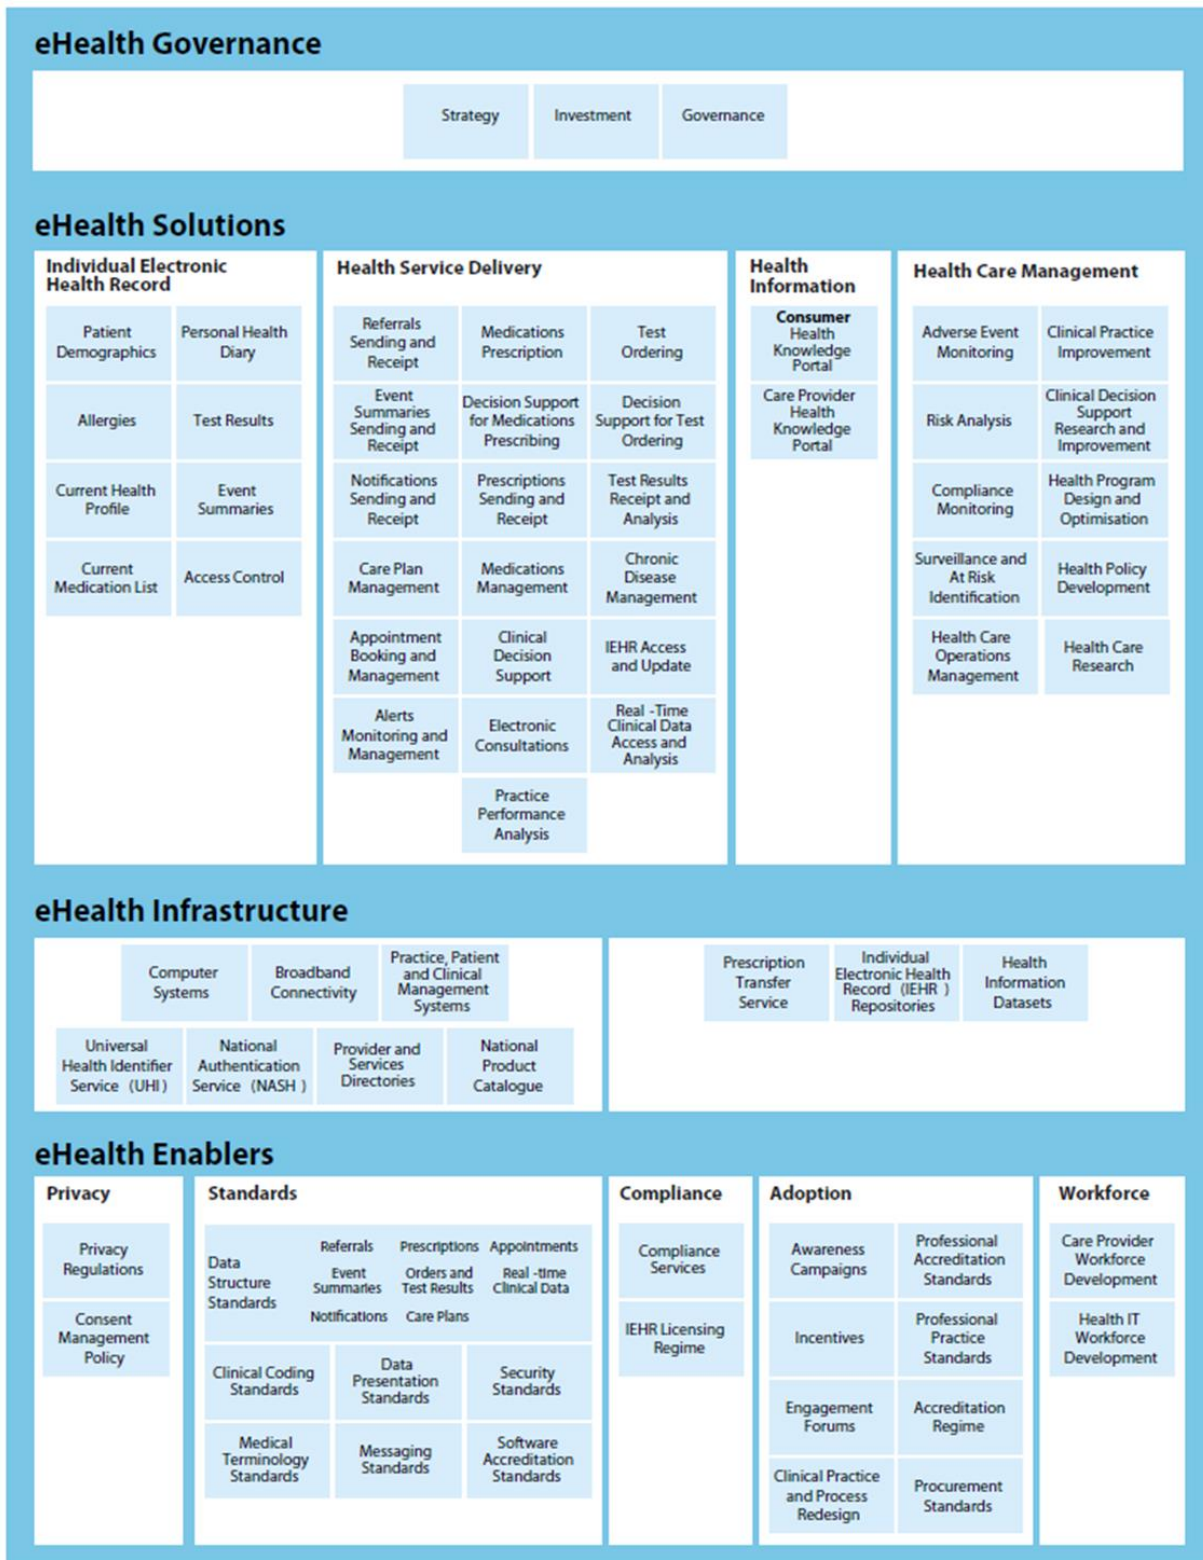 eHealth Governance
Strategy
Investment
Governance
eHealth Solutions
Individual Electronic
Health Record
Patient
Demographics
Personal Health
Diary
Allergies
Test Results
Current Health
Profile
Event
Summaries
Current
Medication List
Access Control
Health Service Delivery
Referrals
Sending and
Receipt
Medications
Prescription
Test
Ordering
Event
Summaries
Sending and
Receipt
Decision Support
for Medications
Prescribing
Decision
Support for Test
Ordering
Notifications
Sending and
Receipt
Prescriptions
Sending and
Receipt
Test Results
Receipt and
Analysis
Care Plan
Management
Medications
Management
Chronic
Disease
Management
Appointment
Booking and
Management
Clinical
Decision
Support
IEHR Access
and Update
Alerts
Monitoring and
Management
Electronic
Consultations
Real -Time
Clinical Data
Access and
Analysis
Practice
Performance
Analysis
Health
Information
Consumer
Health
Knowledge
Portal
Care Provider
Health
Knowledge
Portal
Health Care Management
Adverse Event
Monitoring
Clinical Practice
Improvement
Risk Analysis
Clinical Decision
Support
Research and
Improvement
Compliance
Monitoring
Health Program
Design and
Optimisation
Surveillance and
At Risk
Identification
Health Policy
Development
Health Care
Operations
Management
Health Care
Research
eHealth Infrastructure
Computer
Systems
Broadband
Connectivity
Practice, Patient
and Clinical
Management
Systems
Universal
Health Identifier
Service (UHI)
National
Authentication
Service (NASH )
Provider and
Services
Directories
National
Product
Catalogue
Prescription
Transfer
Service
Individual
Electronic Health
Record (IEHR )
Repositories
Health
Information
Datasets
eHealth Enablers
Privacy
Privacy
Regulations
Consent
Management
Policy
Standards
Data
Structure
Standards
Referrals
Prescriptions
Appointments
Event
Summaries
Orders and
Test Results
Real -time
Clinical Data
Notifications
Care Plans
Clinical Coding
Standards
Data
Presentation
Standards
Security
Standards
Medical
Terminology
Standards
Messaging
Standards
Software
Accreditation
Standards
Compliance
Compliance
Services
IEHR Licensing
Regime
Adoption
Awareness
Campaigns
Professional
Accreditation
Standards
Incentives
Professional
Practice
Standards
Engagement
Forums
Accreditation
Regime
Clinical Practice
and Process
Redesign
Procurement
Standards
Workforce
Care Provider
Workforce
Development
Health IT
Workforce
Development